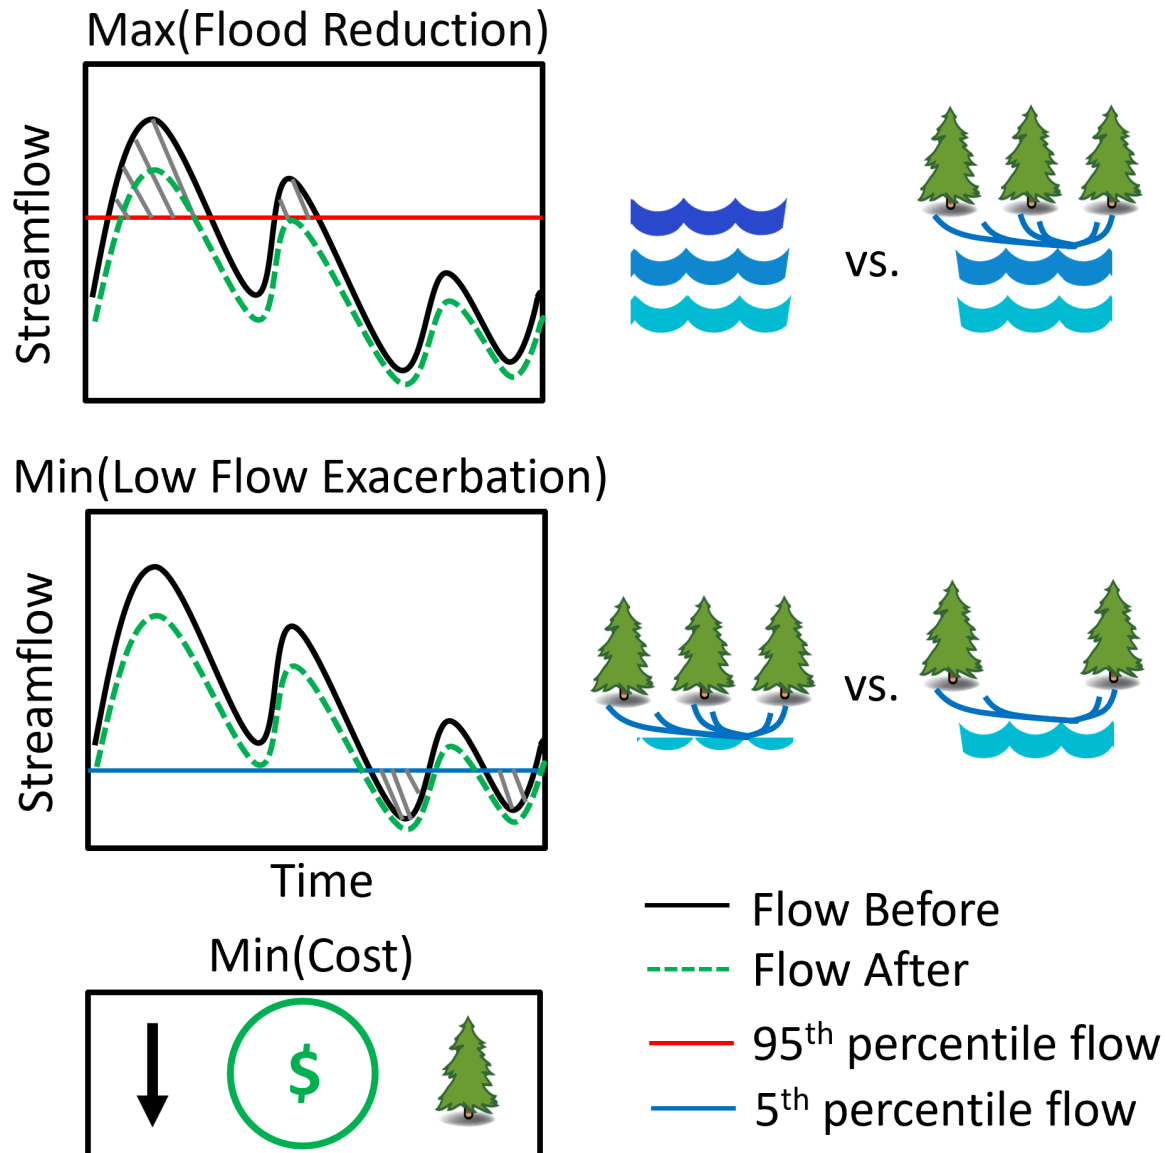 Max(Flood Reduction)
Streamflow
vs.
Min(Low Flow Exacerbation)
Streamflow
vs.
Time
Flow Before
Flow After
95th percentile flow
5th percentile flow
Min(Cost)
$